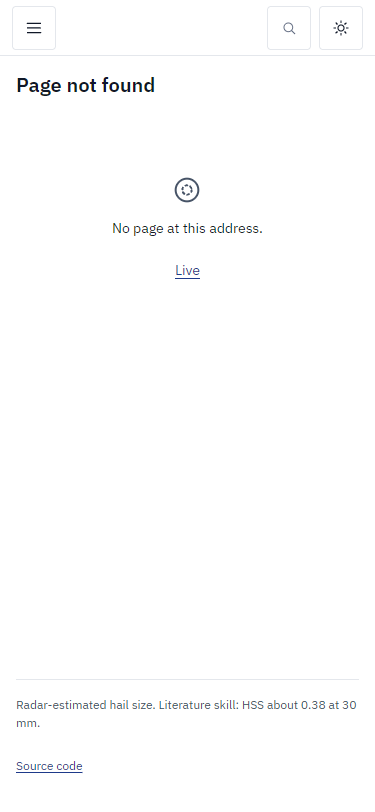 Page not found
No page at this address.
Live
Radar-estimated hail size. Literature skill: HSS about 0.38 at 30
mm.
Source code